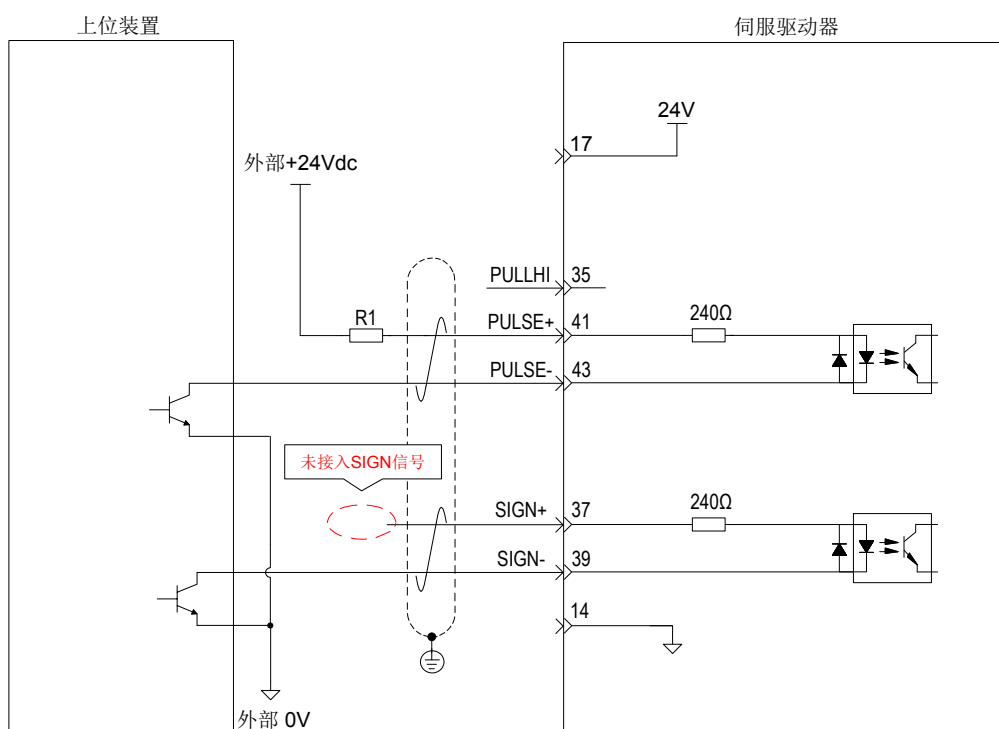 上位装置
伺服驱动器
24V
17
外部+24Vdc
PULLHI
35
R1
PULSE+
41
240Ω
PULSE-
43
未接入SIGN信号
SIGN+
37
240Ω
SIGN-
39
14
外部 0V